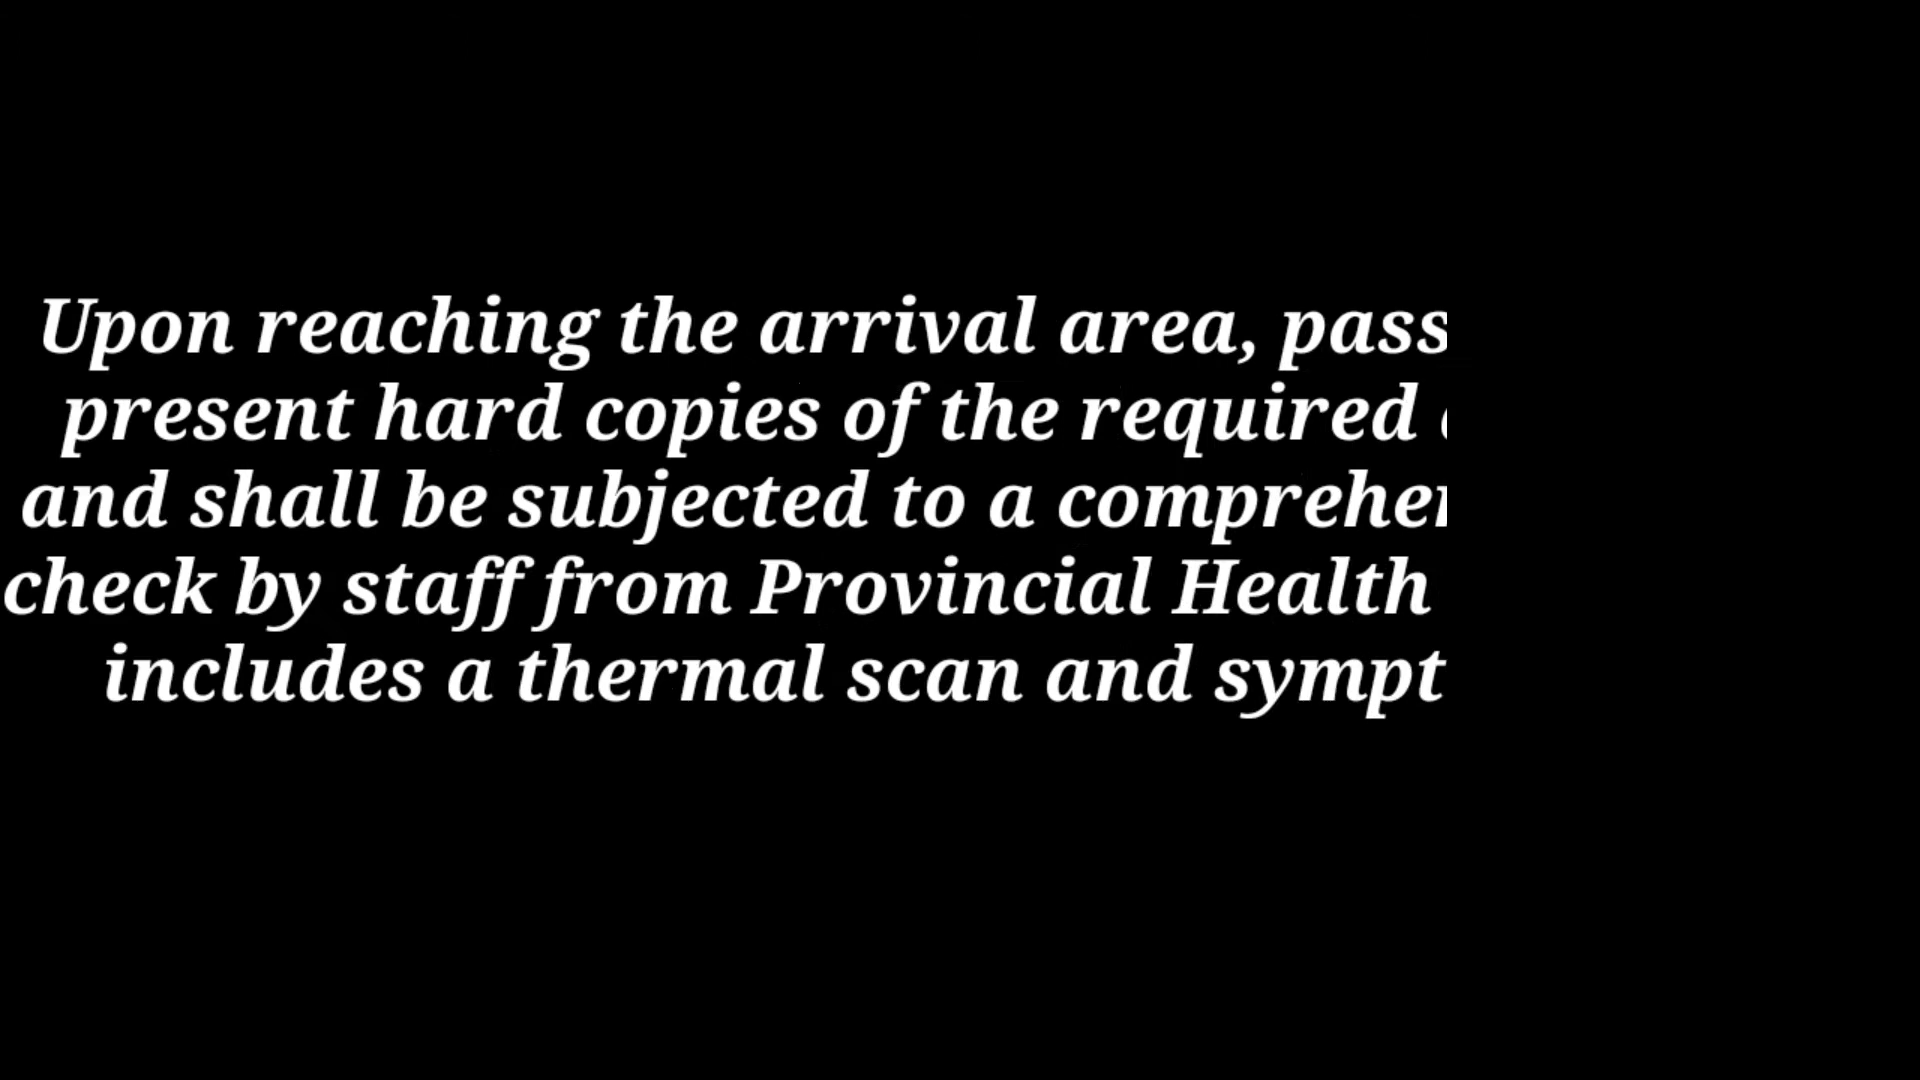 Upon reaching the arrival area, pass
present hard copies of the required
and shall be subjected to a comprehe
check by staff from Provincial Health
includes a thermal scan and sympt